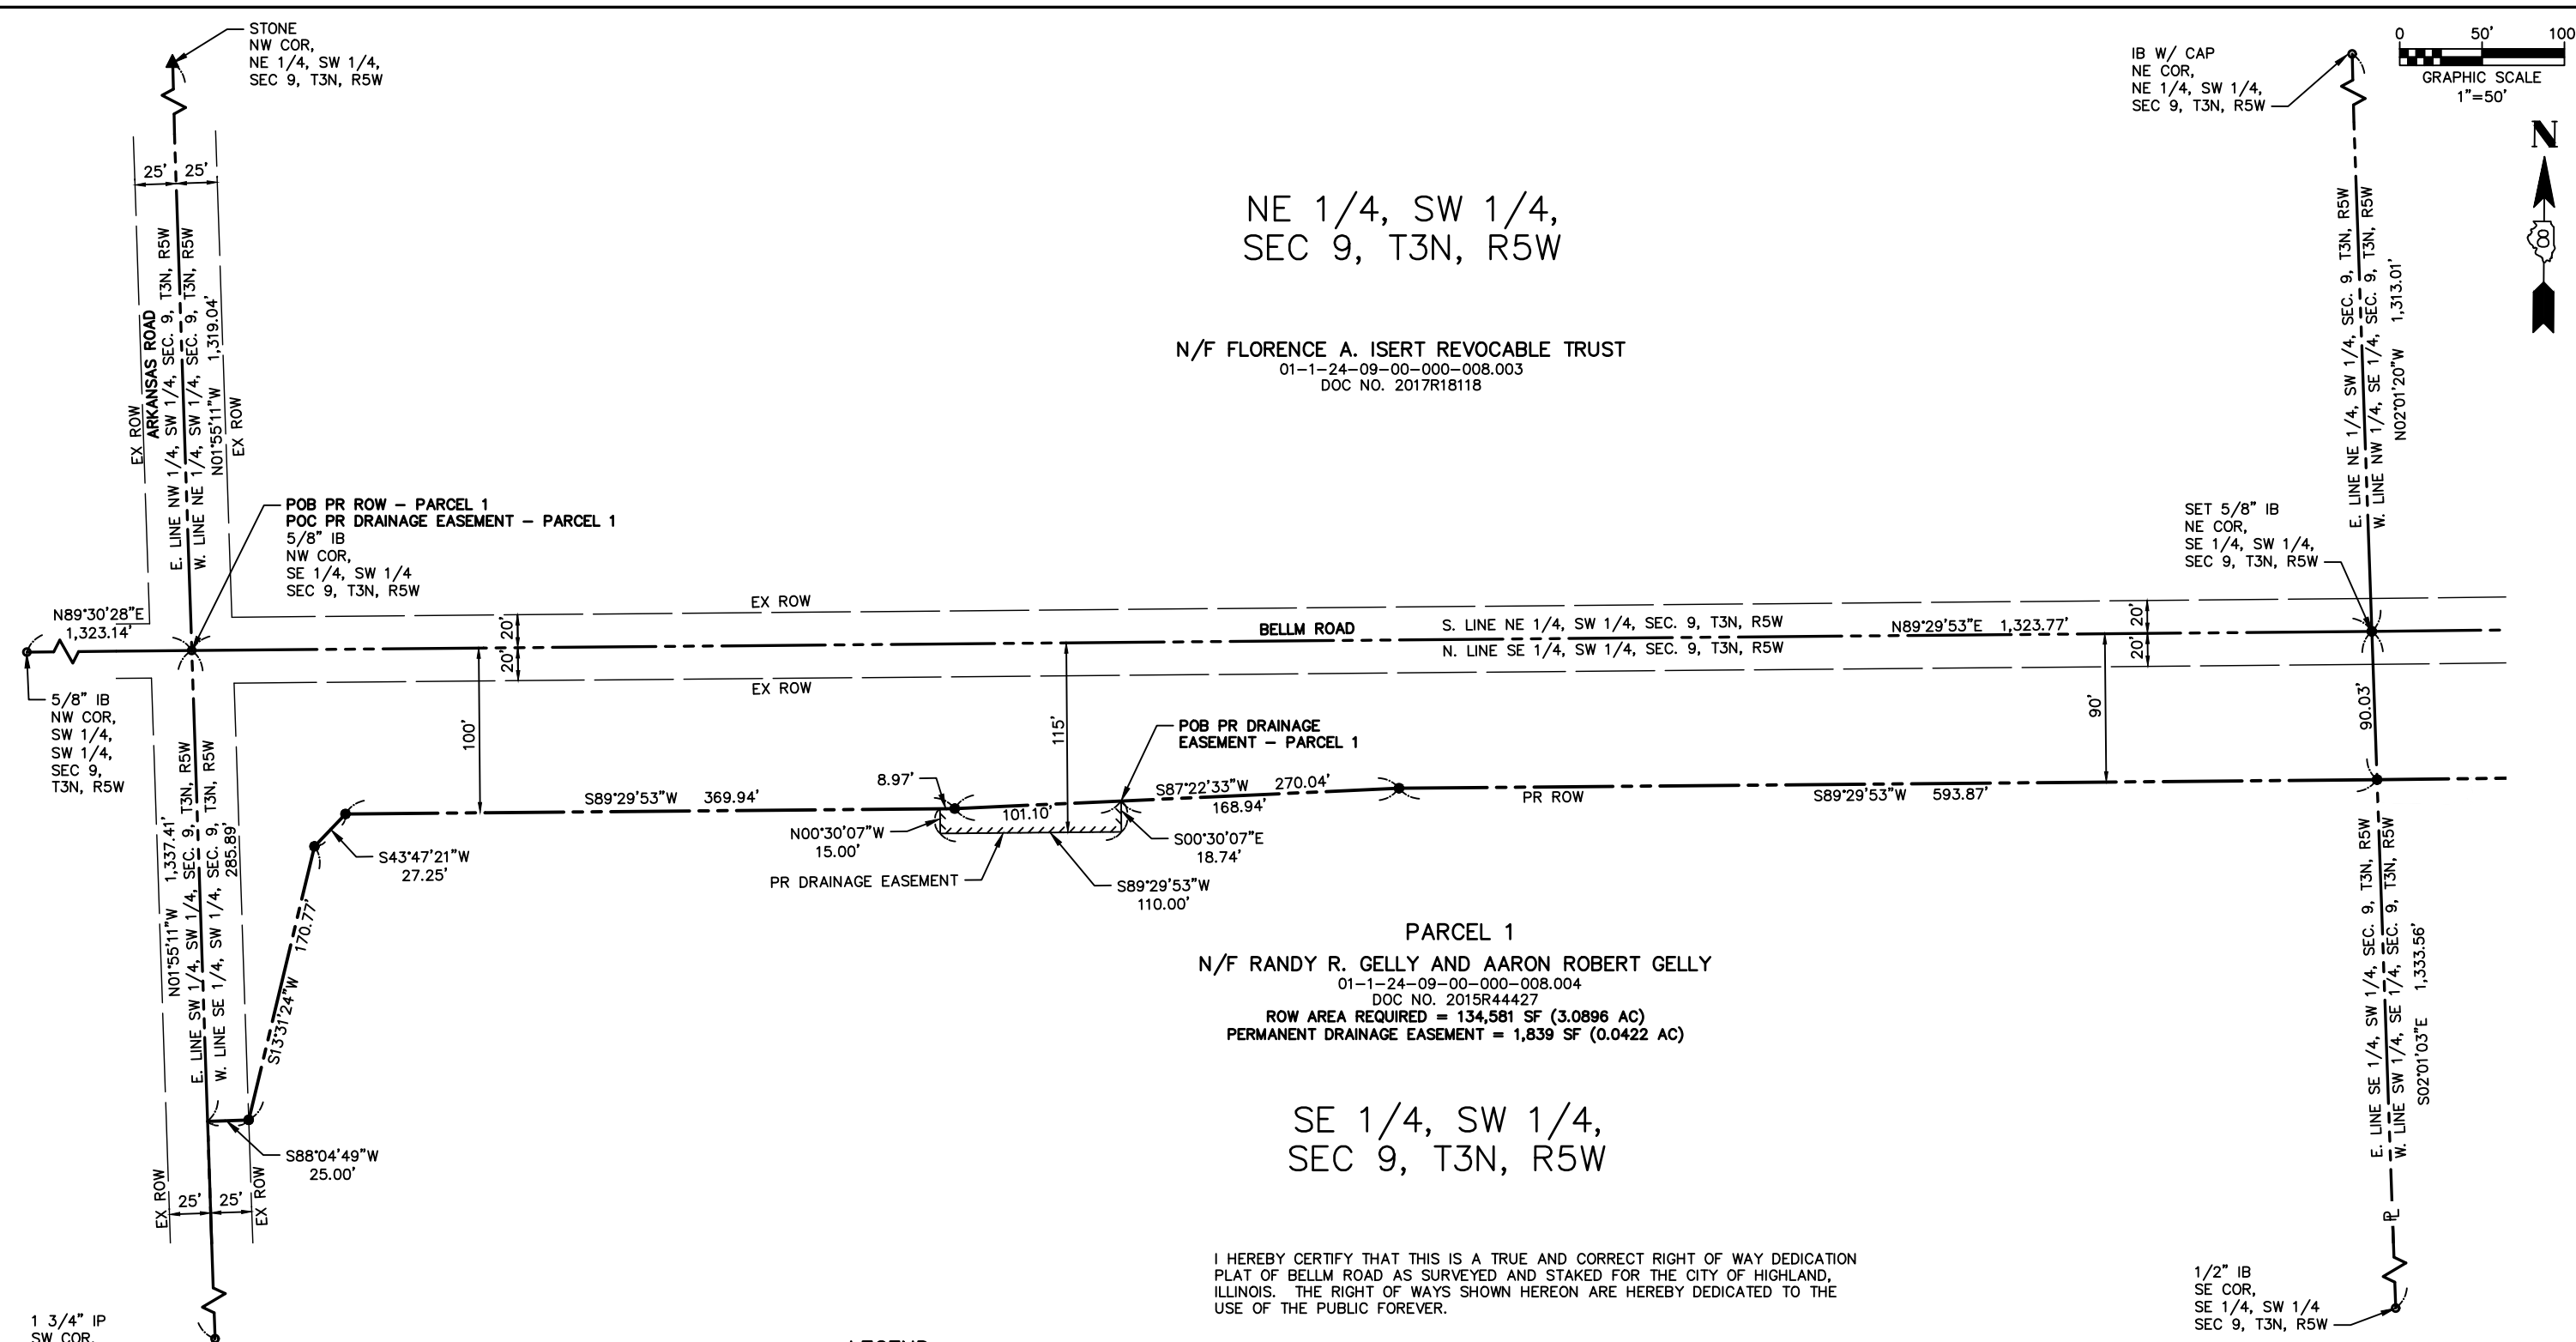 STONE
NW COR,
NE 1/4, SW 1/4,
SEC 9, T3N, R5W
IB W/ CAP
NE COR,
NE 1/4, SW 1/4,
SEC 9, T3N, R5W
0 50' 100
GRAPHIC SCALE
1"=50'
N
8
25' 25'
NE 1/4, SW 1/4,
SEC 9, T3N, R5W
N/F FLORENCE A. ISERT REVOCABLE TRUST
01-1-24-09-00-000-008.003
DOC NO. 2017R18118
EX ROW
ARKANSAS ROAD
E. LINE NW 1/4, SW 1/4, SEC. 9, T3N, R5W
W. LINE NE 1/4, SW 1/4, SEC. 9, T3N, R5W
N01°55'11"W 1,319.04'
EX ROW
E. LINE NE 1/4, SW 1/4, SEC. 9, T3N, R5W
W. LINE NW 1/4, SE 1/4, SEC. 9, T3N, R5W
N02°01'20"W 1,313.01'
POB PR ROW - PARCEL 1
POC PR DRAINAGE EASEMENT - PARCEL 1
5/8" IB
NW COR,
SE 1/4, SW 1/4
SEC 9, T3N, R5W
SET 5/8" IB
NE COR,
SE 1/4, SW 1/4,
SEC 9, T3N, R5W
N89°30'28"E
1,323.14'
EX ROW
20'
20'
BELLM ROAD
S. LINE NE 1/4, SW 1/4, SEC. 9, T3N, R5W
N. LINE SE 1/4, SW 1/4, SEC. 9, T3N, R5W
N89°29'53"E 1,323.77'
20'
20'
EX ROW
5/8" IB
NW COR,
SW 1/4,
SW 1/4,
SEC 9,
T3N, R5W
100'
115'
90'
90.03'
POB PR DRAINAGE
EASEMENT - PARCEL 1
8.97'
S89°29'53"W 369.94'
101.10'
S87°22'33"W 270.04'
168.94'
PR ROW
S89°29'53"W 593.87'
N00°30'07"W
15.00'
S00°30'07"E
18.74'
PR DRAINAGE EASEMENT
S89°29'53"W
110.00'
S43°47'21"W
27.25'
S13°31'24"W 170.77'
N01°55'11"W 1,337.41'
E. LINE SW 1/4, SW 1/4, SEC. 9, T3N, R5W
W. LINE SE 1/4, SW 1/4, SEC. 9, T3N, R5W
285.89'
PARCEL 1
N/F RANDY R. GELLY AND AARON ROBERT GELLY
01-1-24-09-00-000-008.004
DOC NO. 2015R44427
ROW AREA REQUIRED = 134,581 SF (3.0896 AC)
PERMANENT DRAINAGE EASEMENT = 1,839 SF (0.0422 AC)
E. LINE SE 1/4, SW 1/4, SEC. 9, T3N, R5W
W. LINE SW 1/4, SE 1/4, SEC. 9, T3N, R5W
S02°01'03"E 1,333.56'
SE 1/4, SW 1/4,
SEC 9, T3N, R5W
S88°04'49"W
25.00'
EX ROW
25' 25'
EX ROW
PL
I HEREBY CERTIFY THAT THIS IS A TRUE AND CORRECT RIGHT OF WAY DEDICATION
PLAT OF BELLM ROAD AS SURVEYED AND STAKED FOR THE CITY OF HIGHLAND,
ILLINOIS. THE RIGHT OF WAYS SHOWN HEREON ARE HEREBY DEDICATED TO THE
USE OF THE PUBLIC FOREVER.
1/2" IB
SE COR,
SE 1/4, SW 1/4
SEC 9, T3N, R5W
1 3/4" IP
SW COR,
LEGEND